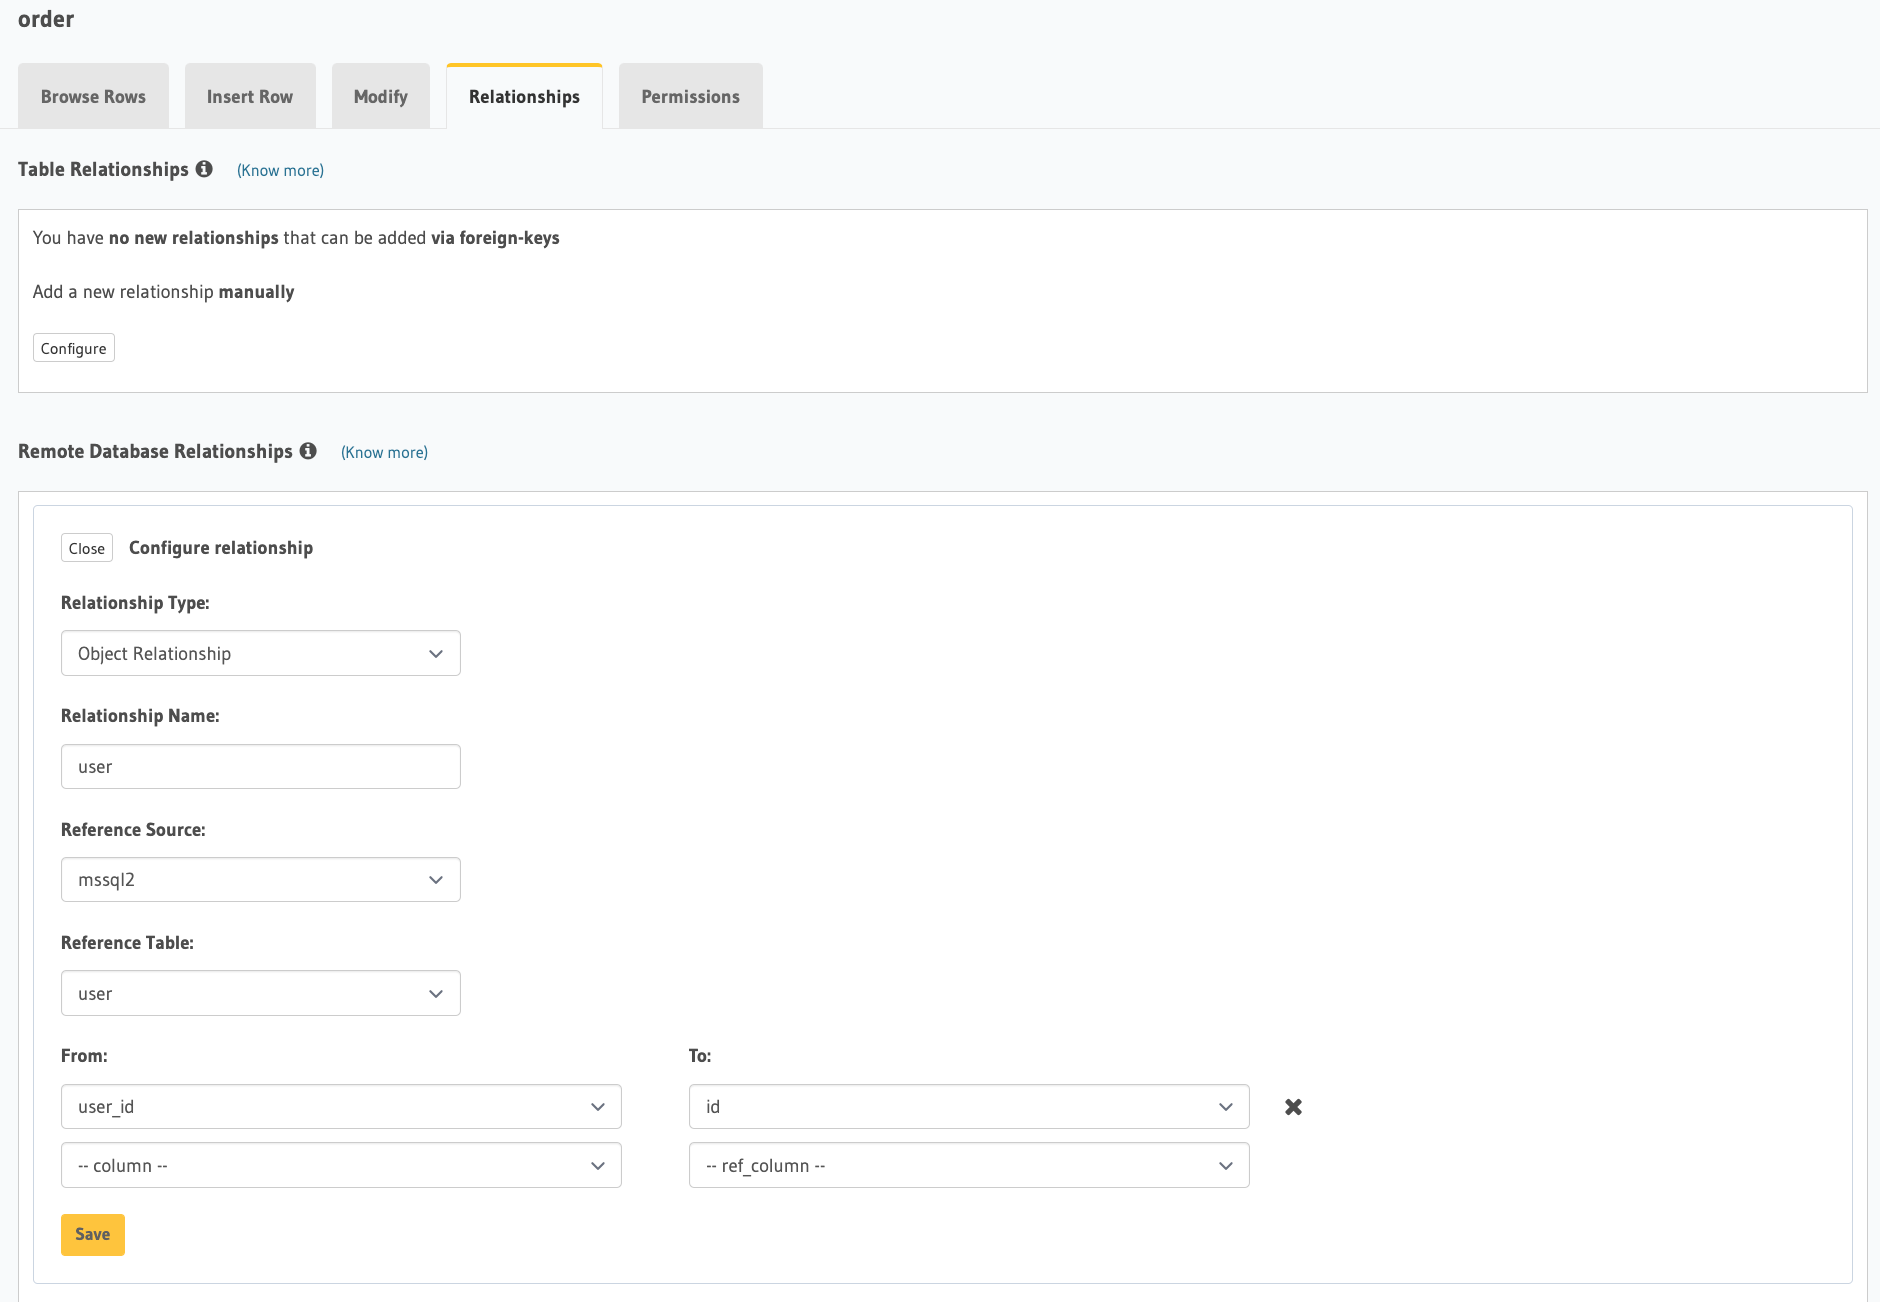 order
Browse Rows Insert Row Modify Relationships Permissions
Table Relationships (Know more)
You have no new relationships that can be added via foreign-keys
Add a new relationship manually
Configure
Remote Database Relationships (Know more)
Close Configure relationship
Relationship Type:
Object Relationship
Relationship Name:
user
Reference Source:
mssql2
Reference Table:
user
From: To:
user_id id
-- column -- -- ref_column --
Save